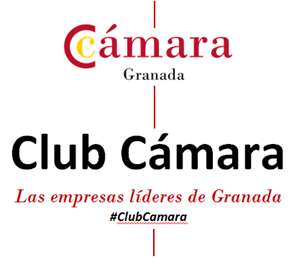 Cámara
Granada
Club Cámara
Las empresas líderes de Granada
#ClubCamara